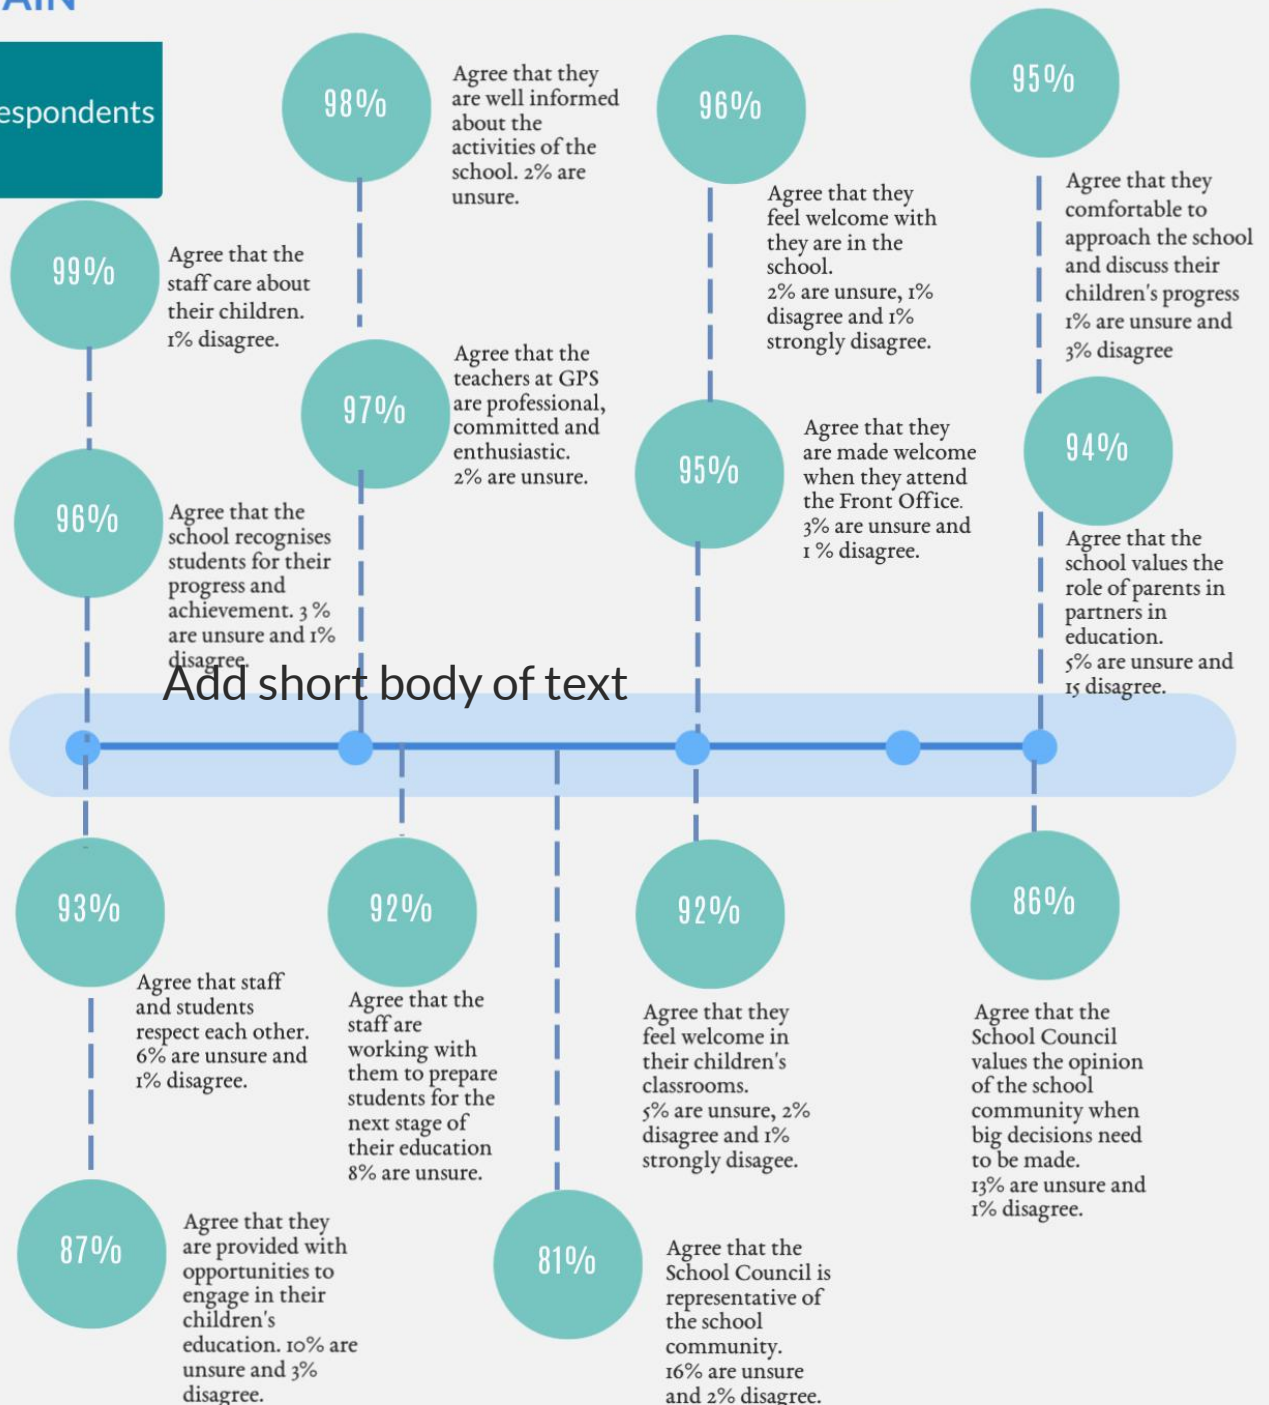 AIN
espondents
99%
Agree that the
staff care about
their children.
1% disagree.
96%
Agree that the
school recognises
students for their
progress and
achievement. 3 %
are unsure and 1%
disagree.
98%
Agree that they
are well informed
about the
activities of the
school. 2% are
unsure.
97%
Agree that the
teachers at GPS
are professional,
committed and
enthusiastic.
2% are unsure.
96%
Agree that they
feel welcome with
they are in the
school.
2% are unsure, 1%
disagree and 1%
strongly disagree.
95%
Agree that they
are made welcome
when they attend
the Front Office.
3% are unsure and
1 % disagree.
95%
Agree that they
comfortable to
approach the school
and discuss their
children's progress
1% are unsure and
3% disagree
94%
Agree that the
school values the
role of parents in
partners in
education.
5% are unsure and
15 disagree.
Add short body of text
93%
Agree that staff
and students
respect each other.
6% are unsure and
1% disagree.
87%
Agree that they
are provided with
opportunities to
engage in their
children's
education. 10% are
unsure and 3%
disagree.
92%
Agree that the
staff are
working with
them to prepare
students for the
next stage of
their education
8% are unsure.
81%
Agree that the
School Council is
representative of
the school
community.
16% are unsure
and 2% disagree.
92%
Agree that they
feel welcome in
their children's
classrooms.
5% are unsure, 2%
disagree and 1%
strongly disagee.
86%
Agree that the
School Council
values the opinion
of the school
community when
big decisions need
to be made.
13% are unsure and
1% disagree.